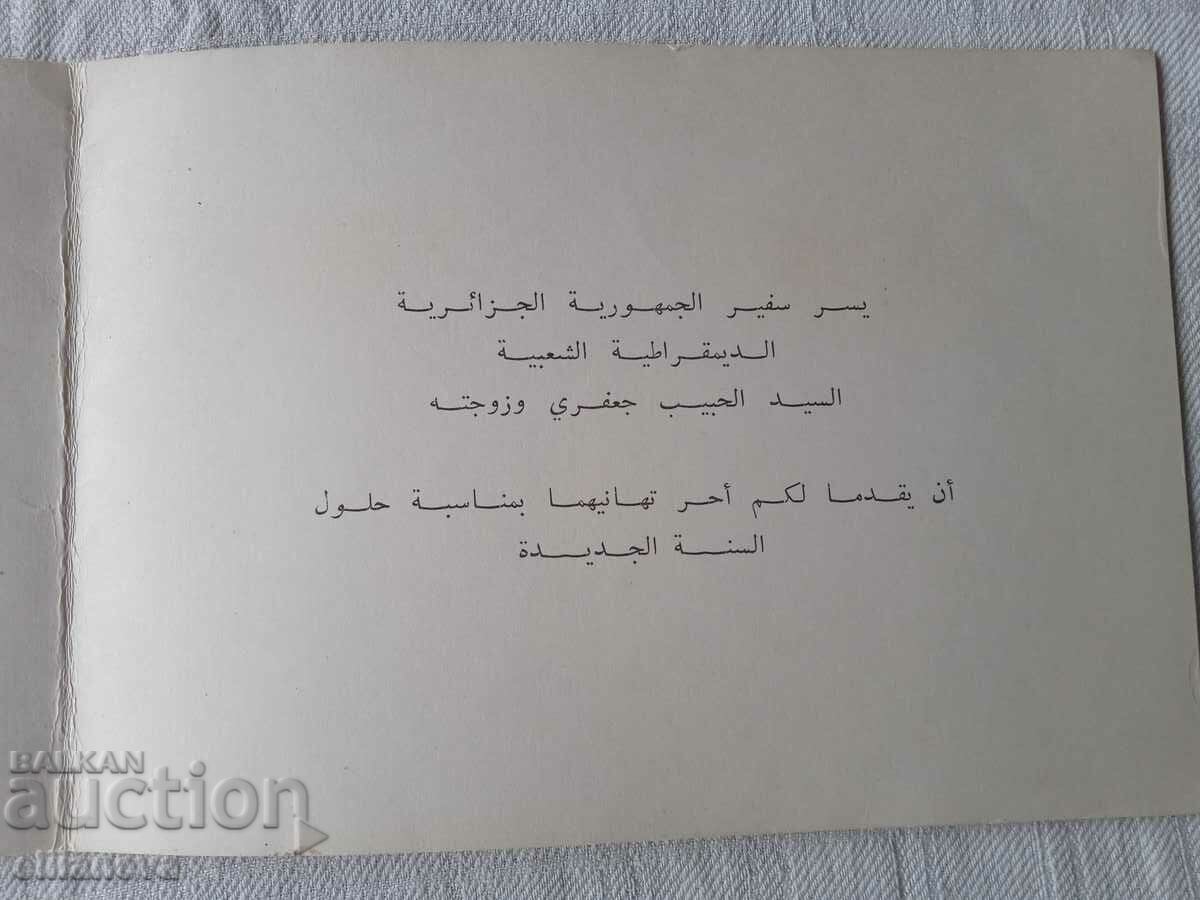 يسر سفير الجمهورية الجزائرية
الديمقراطية الشعبية
السيد الحبيب جعفري وزوجته
أن يقدما لكم أحر تهانيهما بمناسبة حلول
السنة الجديدة
BALKAN
auction